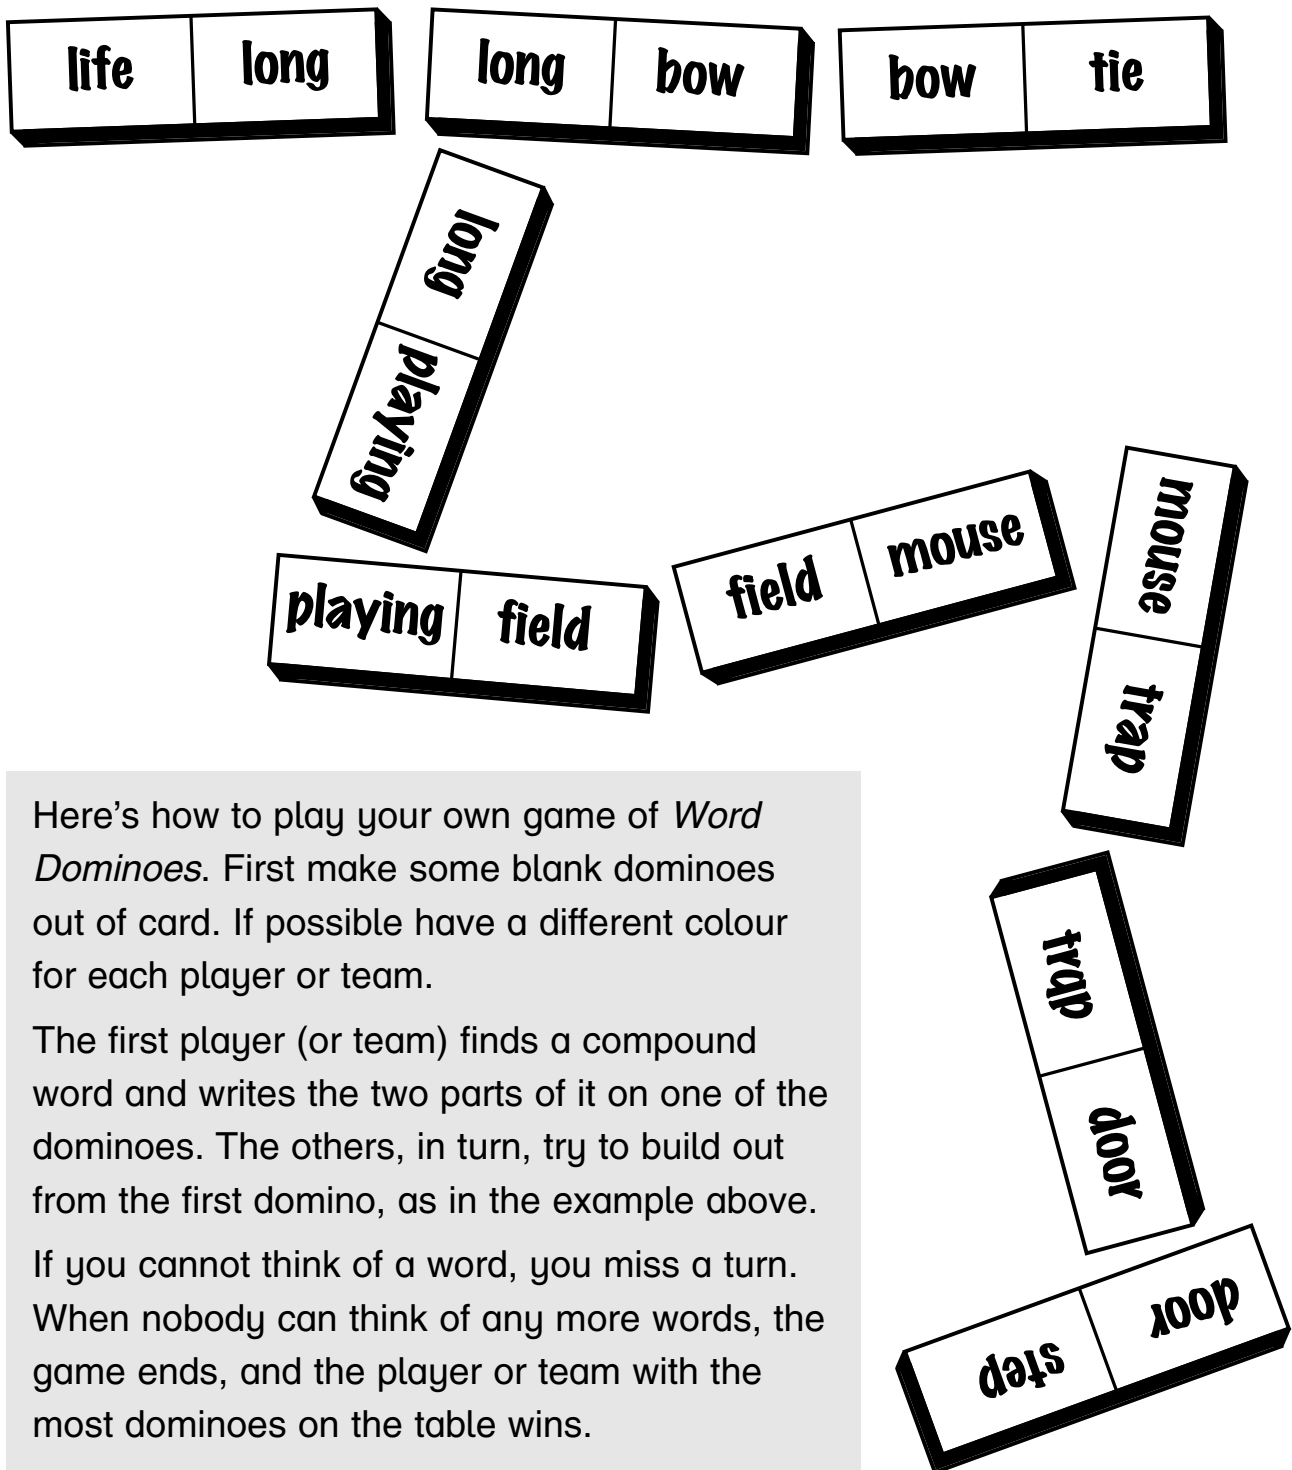 life long
long bow
bow tie
long
playing
playing field
field mouse
mouse
trap
trap
door
door step
Here’s how to play your own game of Word
Dominoes. First make some blank dominoes
out of card. If possible have a different colour
for each player or team.
The first player (or team) finds a compound
word and writes the two parts of it on one of the
dominoes. The others, in turn, try to build out
from the first domino, as in the example above.
If you cannot think of a word, you miss a turn.
When nobody can think of any more words, the
game ends, and the player or team with the
most dominoes on the table wins.